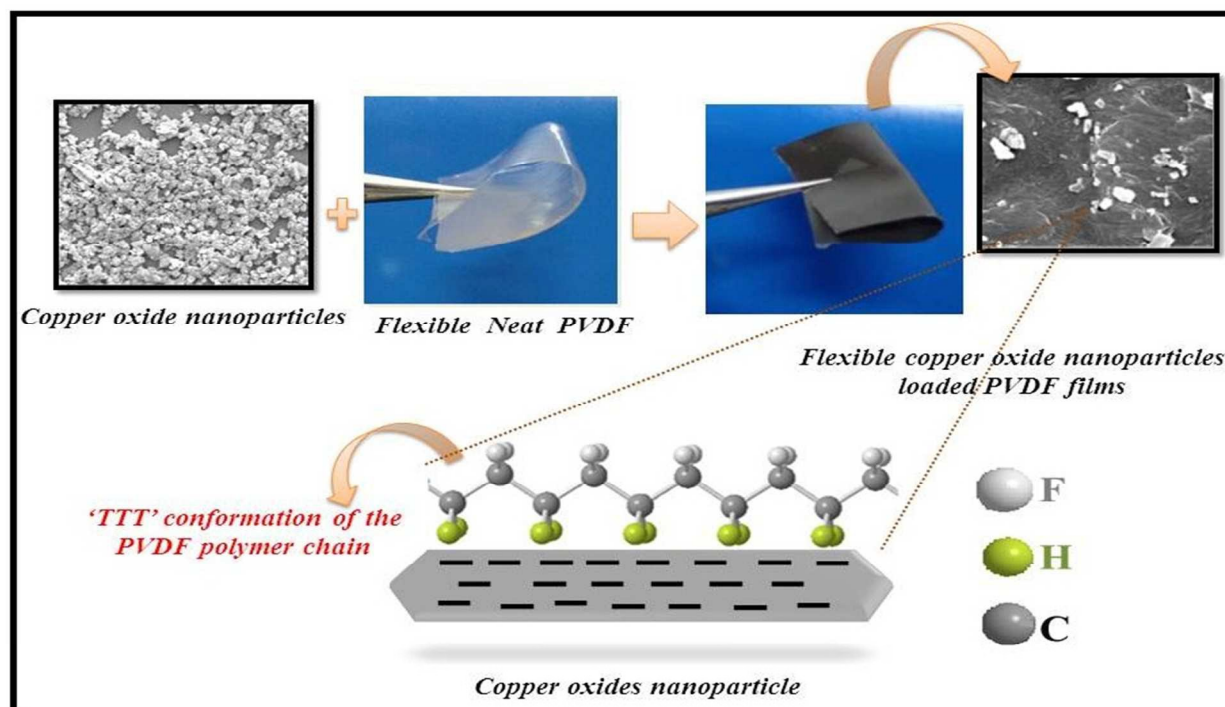 Copper oxide nanoparticles
Flexible Neat PVDF
Flexible copper oxide nanoparticles
loaded PVDF films
‘TTT’ conformation of the
PVDF polymer chain
F
H
C
Copper oxides nanoparticle